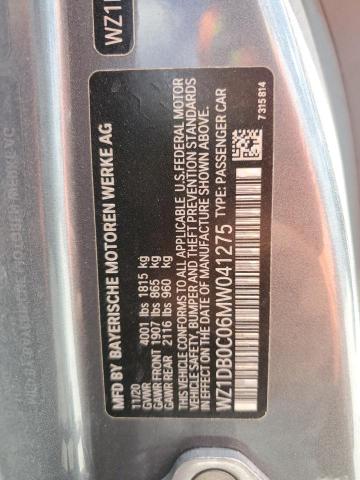 WZ1
MFD BY BAYERISCHE MOTOREN WERKE AG
11/20
GVWR 4001 lbs 1815 kg
GAWR FRONT 1907 lbs 865 kg
GAWR REAR 2116 lbs 960 kg
THIS VEHICLE CONFORMS TO ALL APPLICABLE U.S.FEDERAL MOTOR
VEHICLE SAFETY, BUMPER AND THEFT PREVENTION STANDARDS
IN EFFECT ON THE DATE OF MANUFACTURE SHOWN ABOVE.
WZ1DB0C06MW041275 TYPE: PASSENGER CAR
7315814